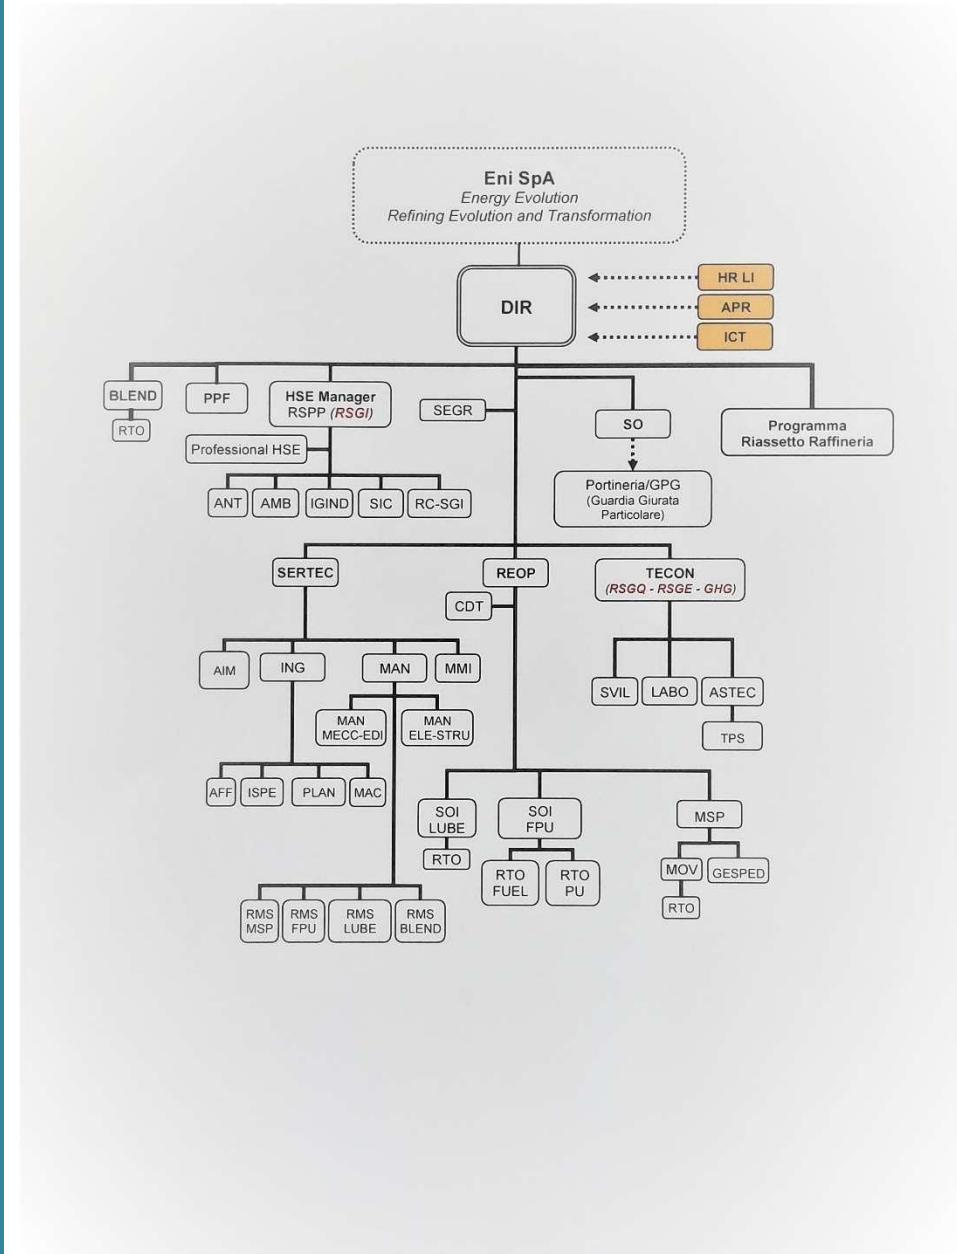 Eni SpA
Energy Evolution
Refining Evolution and Transformation
DIR
HR LI
APR
ICT
BLEND
RTO
PPF
HSE Manager
RSPP (RSGI)
Professional HSE
ANT
AMB
IGIND
SIC
RC-SGI
SEGR
SO
Portineria/GPG
(Guardia Giurata
Particolare)
Programma
Riassetto Raffineria
SERTEC
REOP
TECON
(RSGQ - RSGE - GHG)
CDT
AIM
ING
MAN
MMI
MAN
MECC-EDI
MAN
ELE-STRU
SVIL
LABO
ASTEC
TPS
AFF
ISPE
PLAN
MAC
SOI
LUBE
RTO
SOI
FPU
RTO
FUEL
RTO
PU
MSP
MOV
GESPED
RTO
RMS
MSP
RMS
FPU
RMS
LUBE
RMS
BLEND